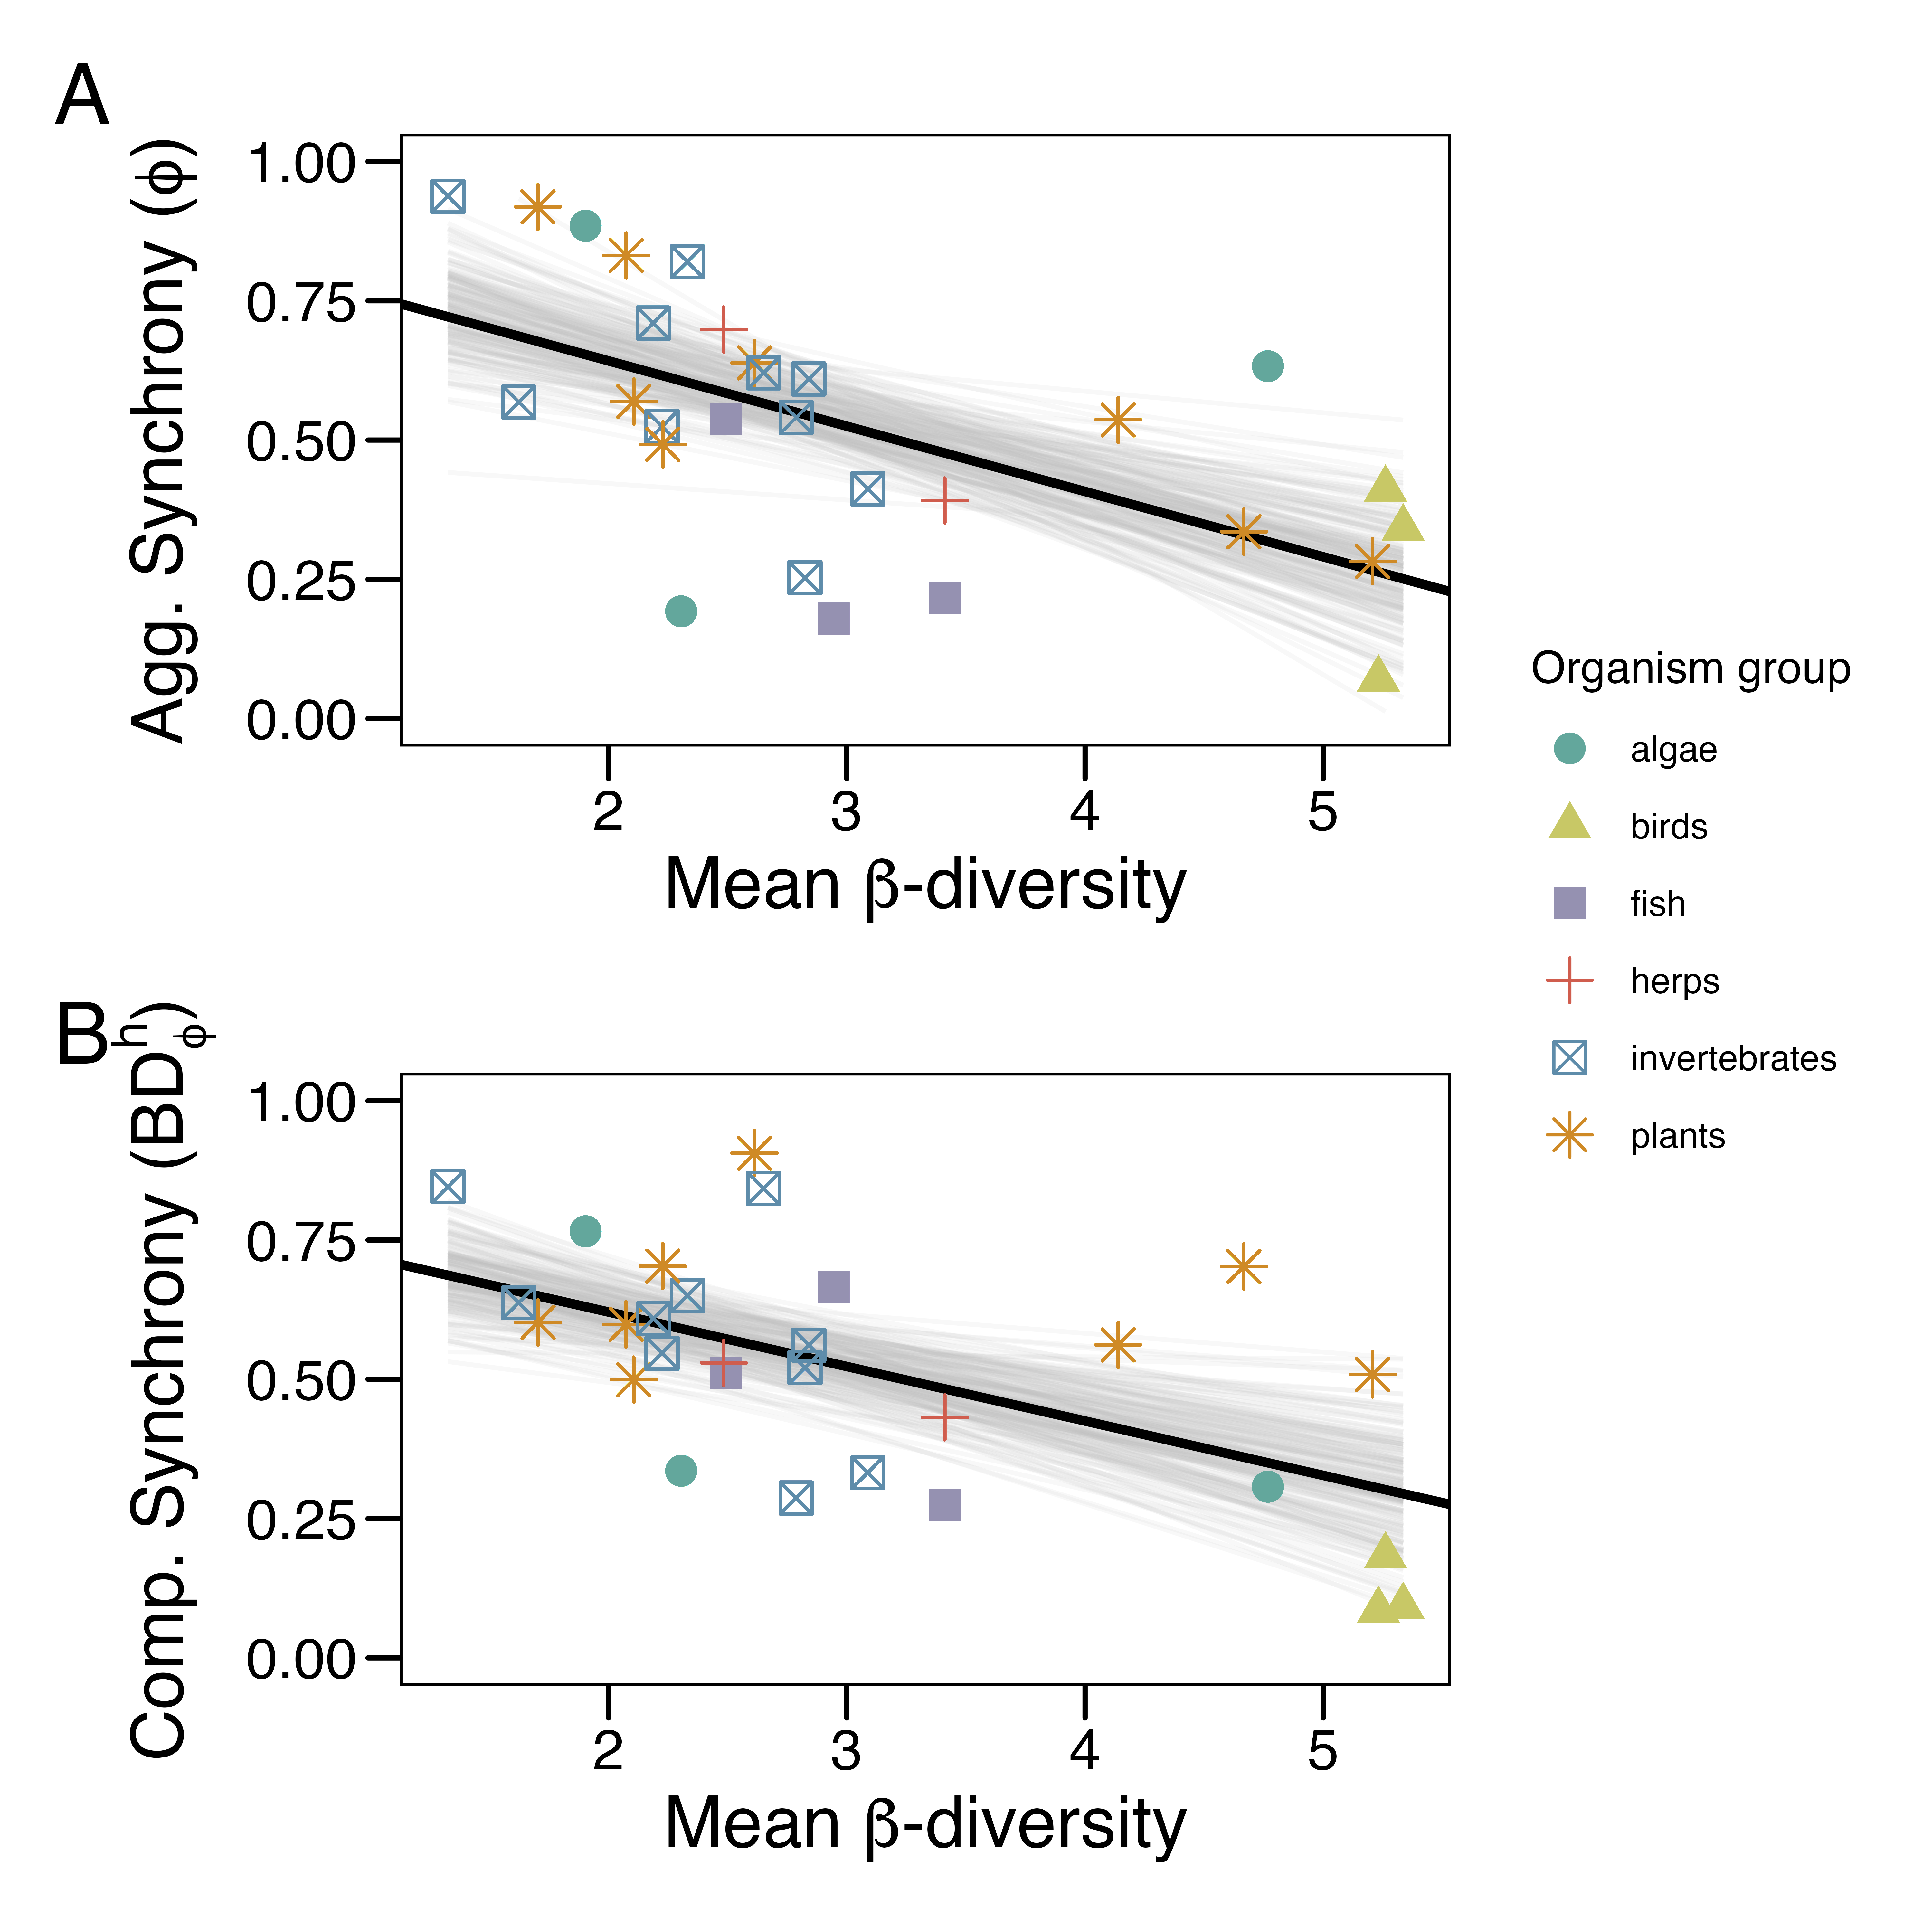 A
Agg. Synchrony (ϕ)
1.00
0.75
0.50
0.25
0.00
2 3 4 5
Mean β-diversity
Organism group
algae
birds
fish
herps
invertebrates
plants
B
Comp. Synchrony (BDʰᵩ)
1.00
0.75
0.50
0.25
0.00
2 3 4 5
Mean β-diversity